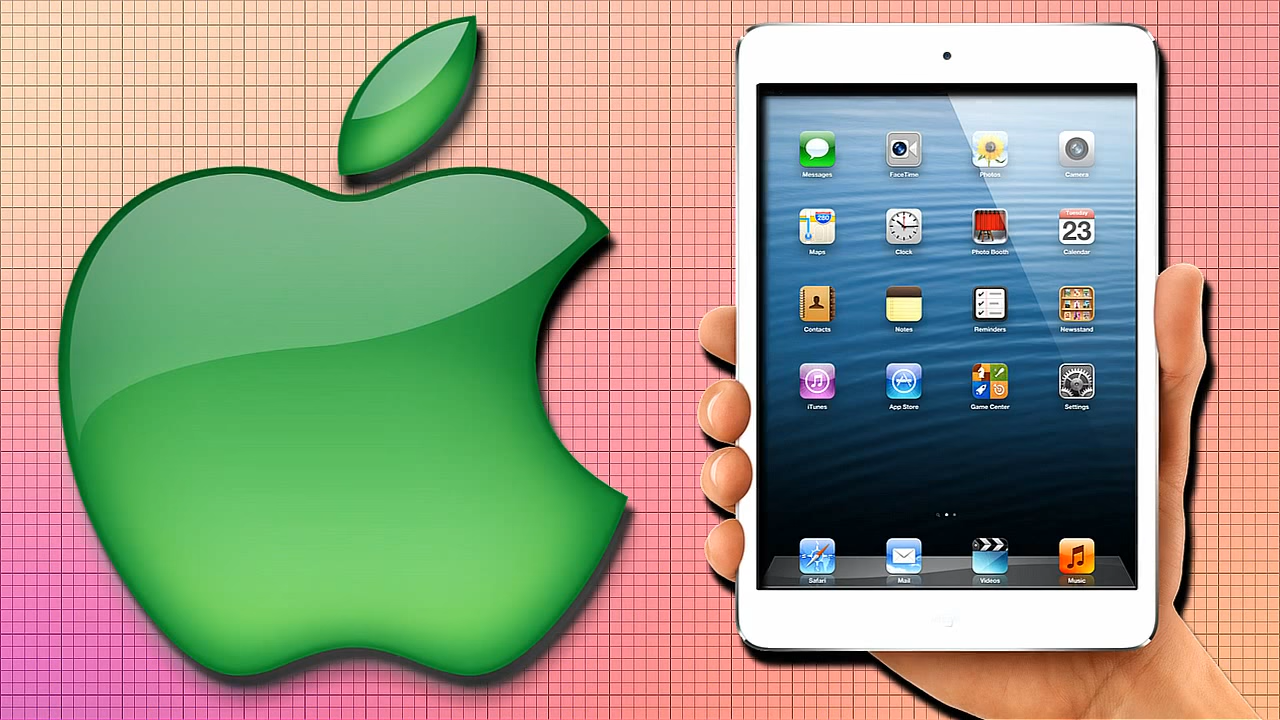 Messages FaceTime Photos Camera
280
Tuesday
23
Maps Clock Photo Booth Calendar
Contacts Notes Reminders Newsstand
iTunes App Store Game Center Settings
Safari Mail Videos Music